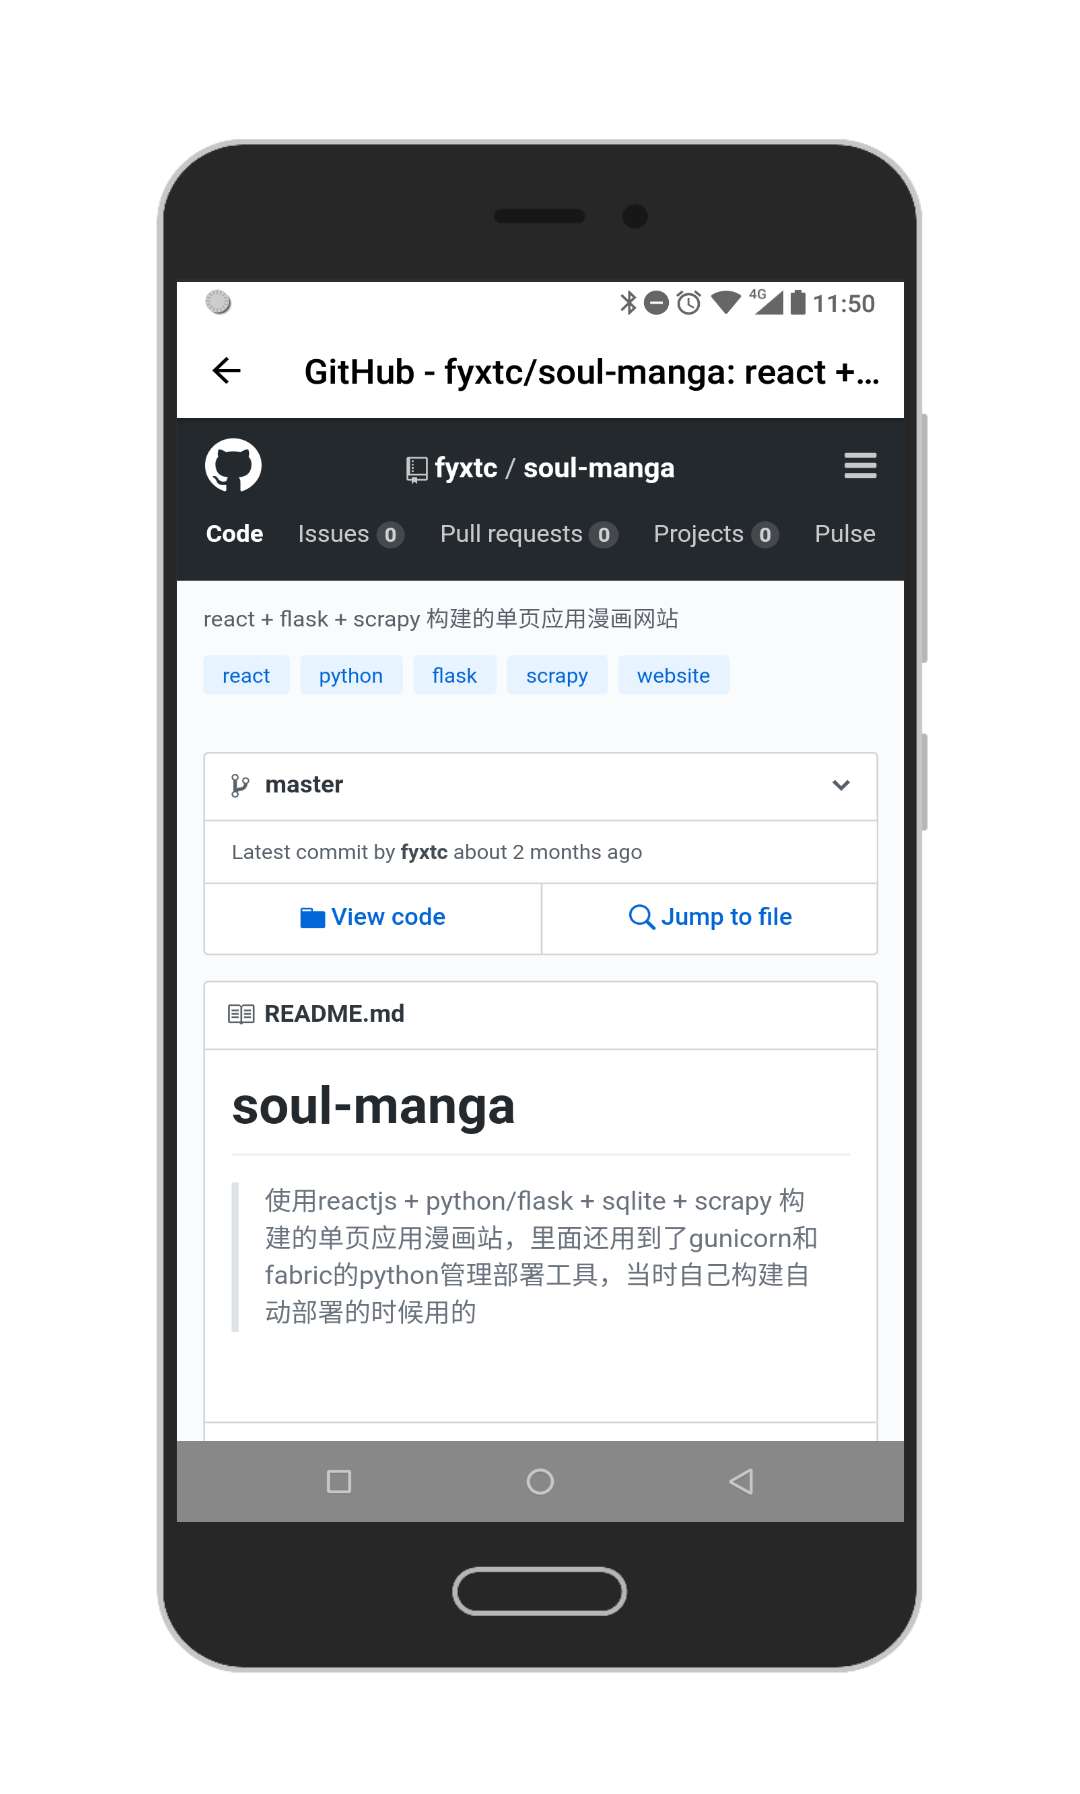 4G 11:50
GitHub - fyxtc/soul-manga: react +...
fyxtc / soul-manga
Code Issues 0 Pull requests 0 Projects 0 Pulse
react + flask + scrapy 构建的单页应用漫画网站
react python flask scrapy website
master
Latest commit by fyxtc about 2 months ago
View code Jump to file
README.md
soul-manga
使用reactjs + python/flask + sqlite + scrapy 构
建的单页应用漫画站，里面还用到了gunicorn和
fabric的python管理部署工具，当时自己构建自
动部署的时候用的